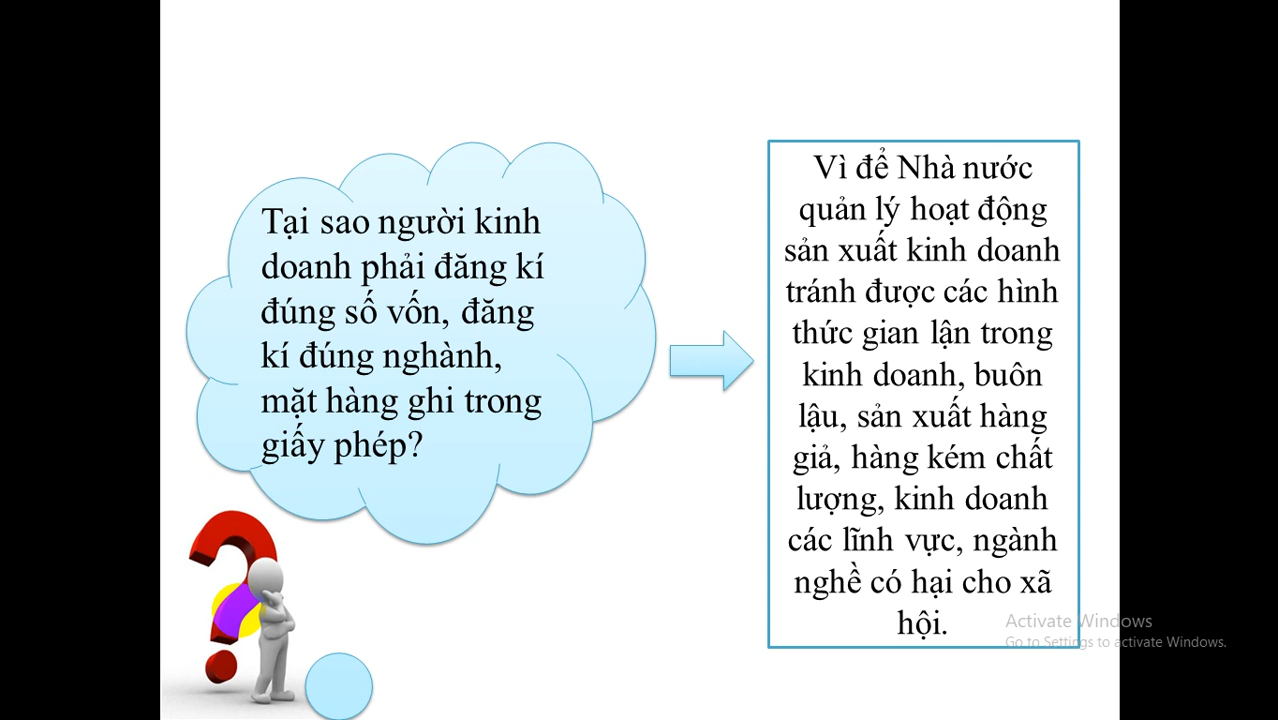 Tại sao người kinh
doanh phải đăng kí
đúng số vốn, đăng
kí đúng nghành,
mặt hàng ghi trong
giấy phép?
Vì để Nhà nước
quản lý hoạt động
sản xuất kinh doanh
tránh được các hình
thức gian lận trong
kinh doanh, buôn
lậu, sản xuất hàng
giả, hàng kém chất
lượng, kinh doanh
các lĩnh vực, ngành
nghề có hại cho xã
hội.
Activate Windows
Go to Settings to activate Windows.